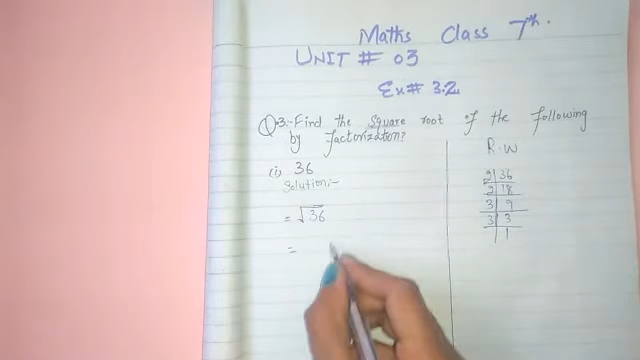 Maths Class 7th.
UNIT # 03
Ex# 3.2
Q.3:- Find the square root of the following
by factorization?
(i) 36
Solution:-
= √36
=
R.W
2|36
2|18
3|9
3|3
|1